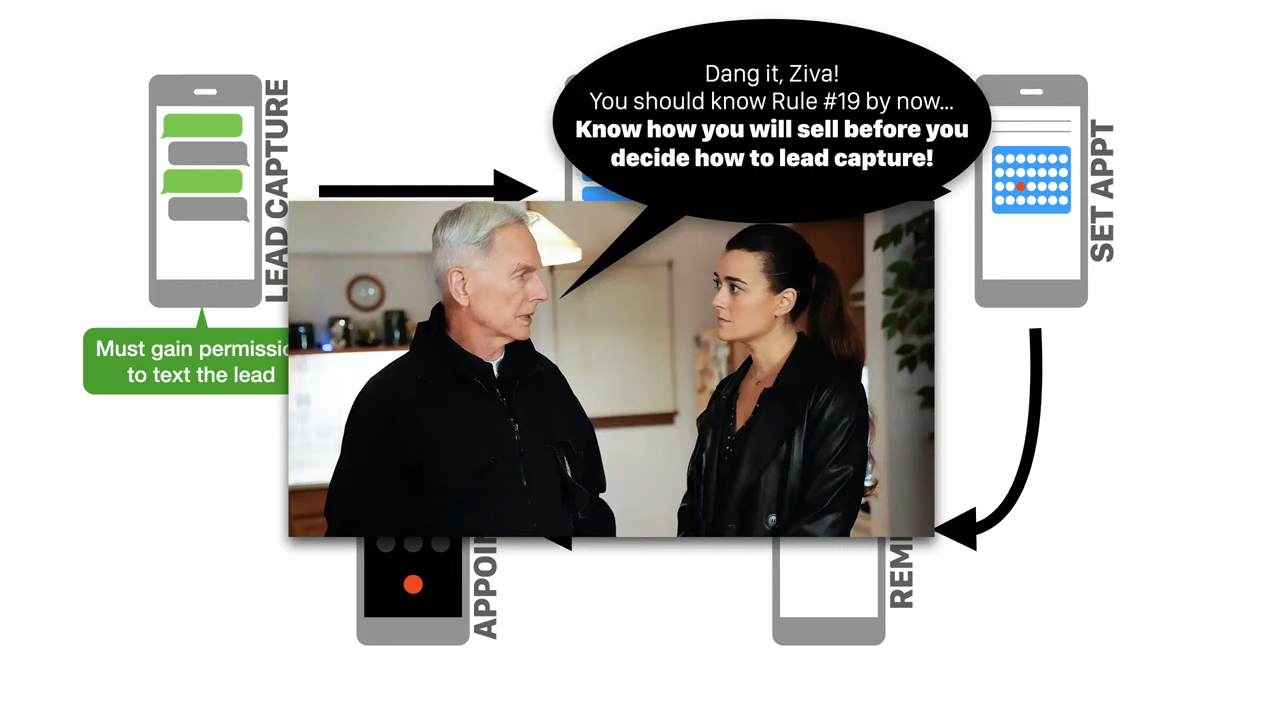 Dang it, Ziva!
You should know Rule #19 by now...
Know how you will sell before you
decide how to lead capture!
LEAD CAPTURE
SET APPT
Must gain
to text the lead